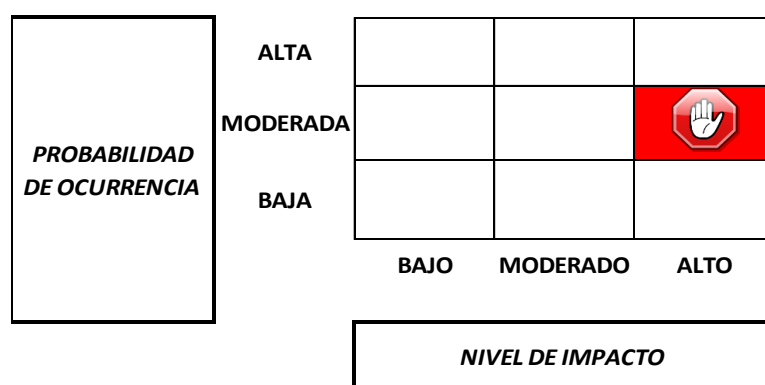 ALTA
MODERADA
PROBABILIDAD
DE OCURRENCIA
BAJA
BAJO MODERADO ALTO
NIVEL DE IMPACTO